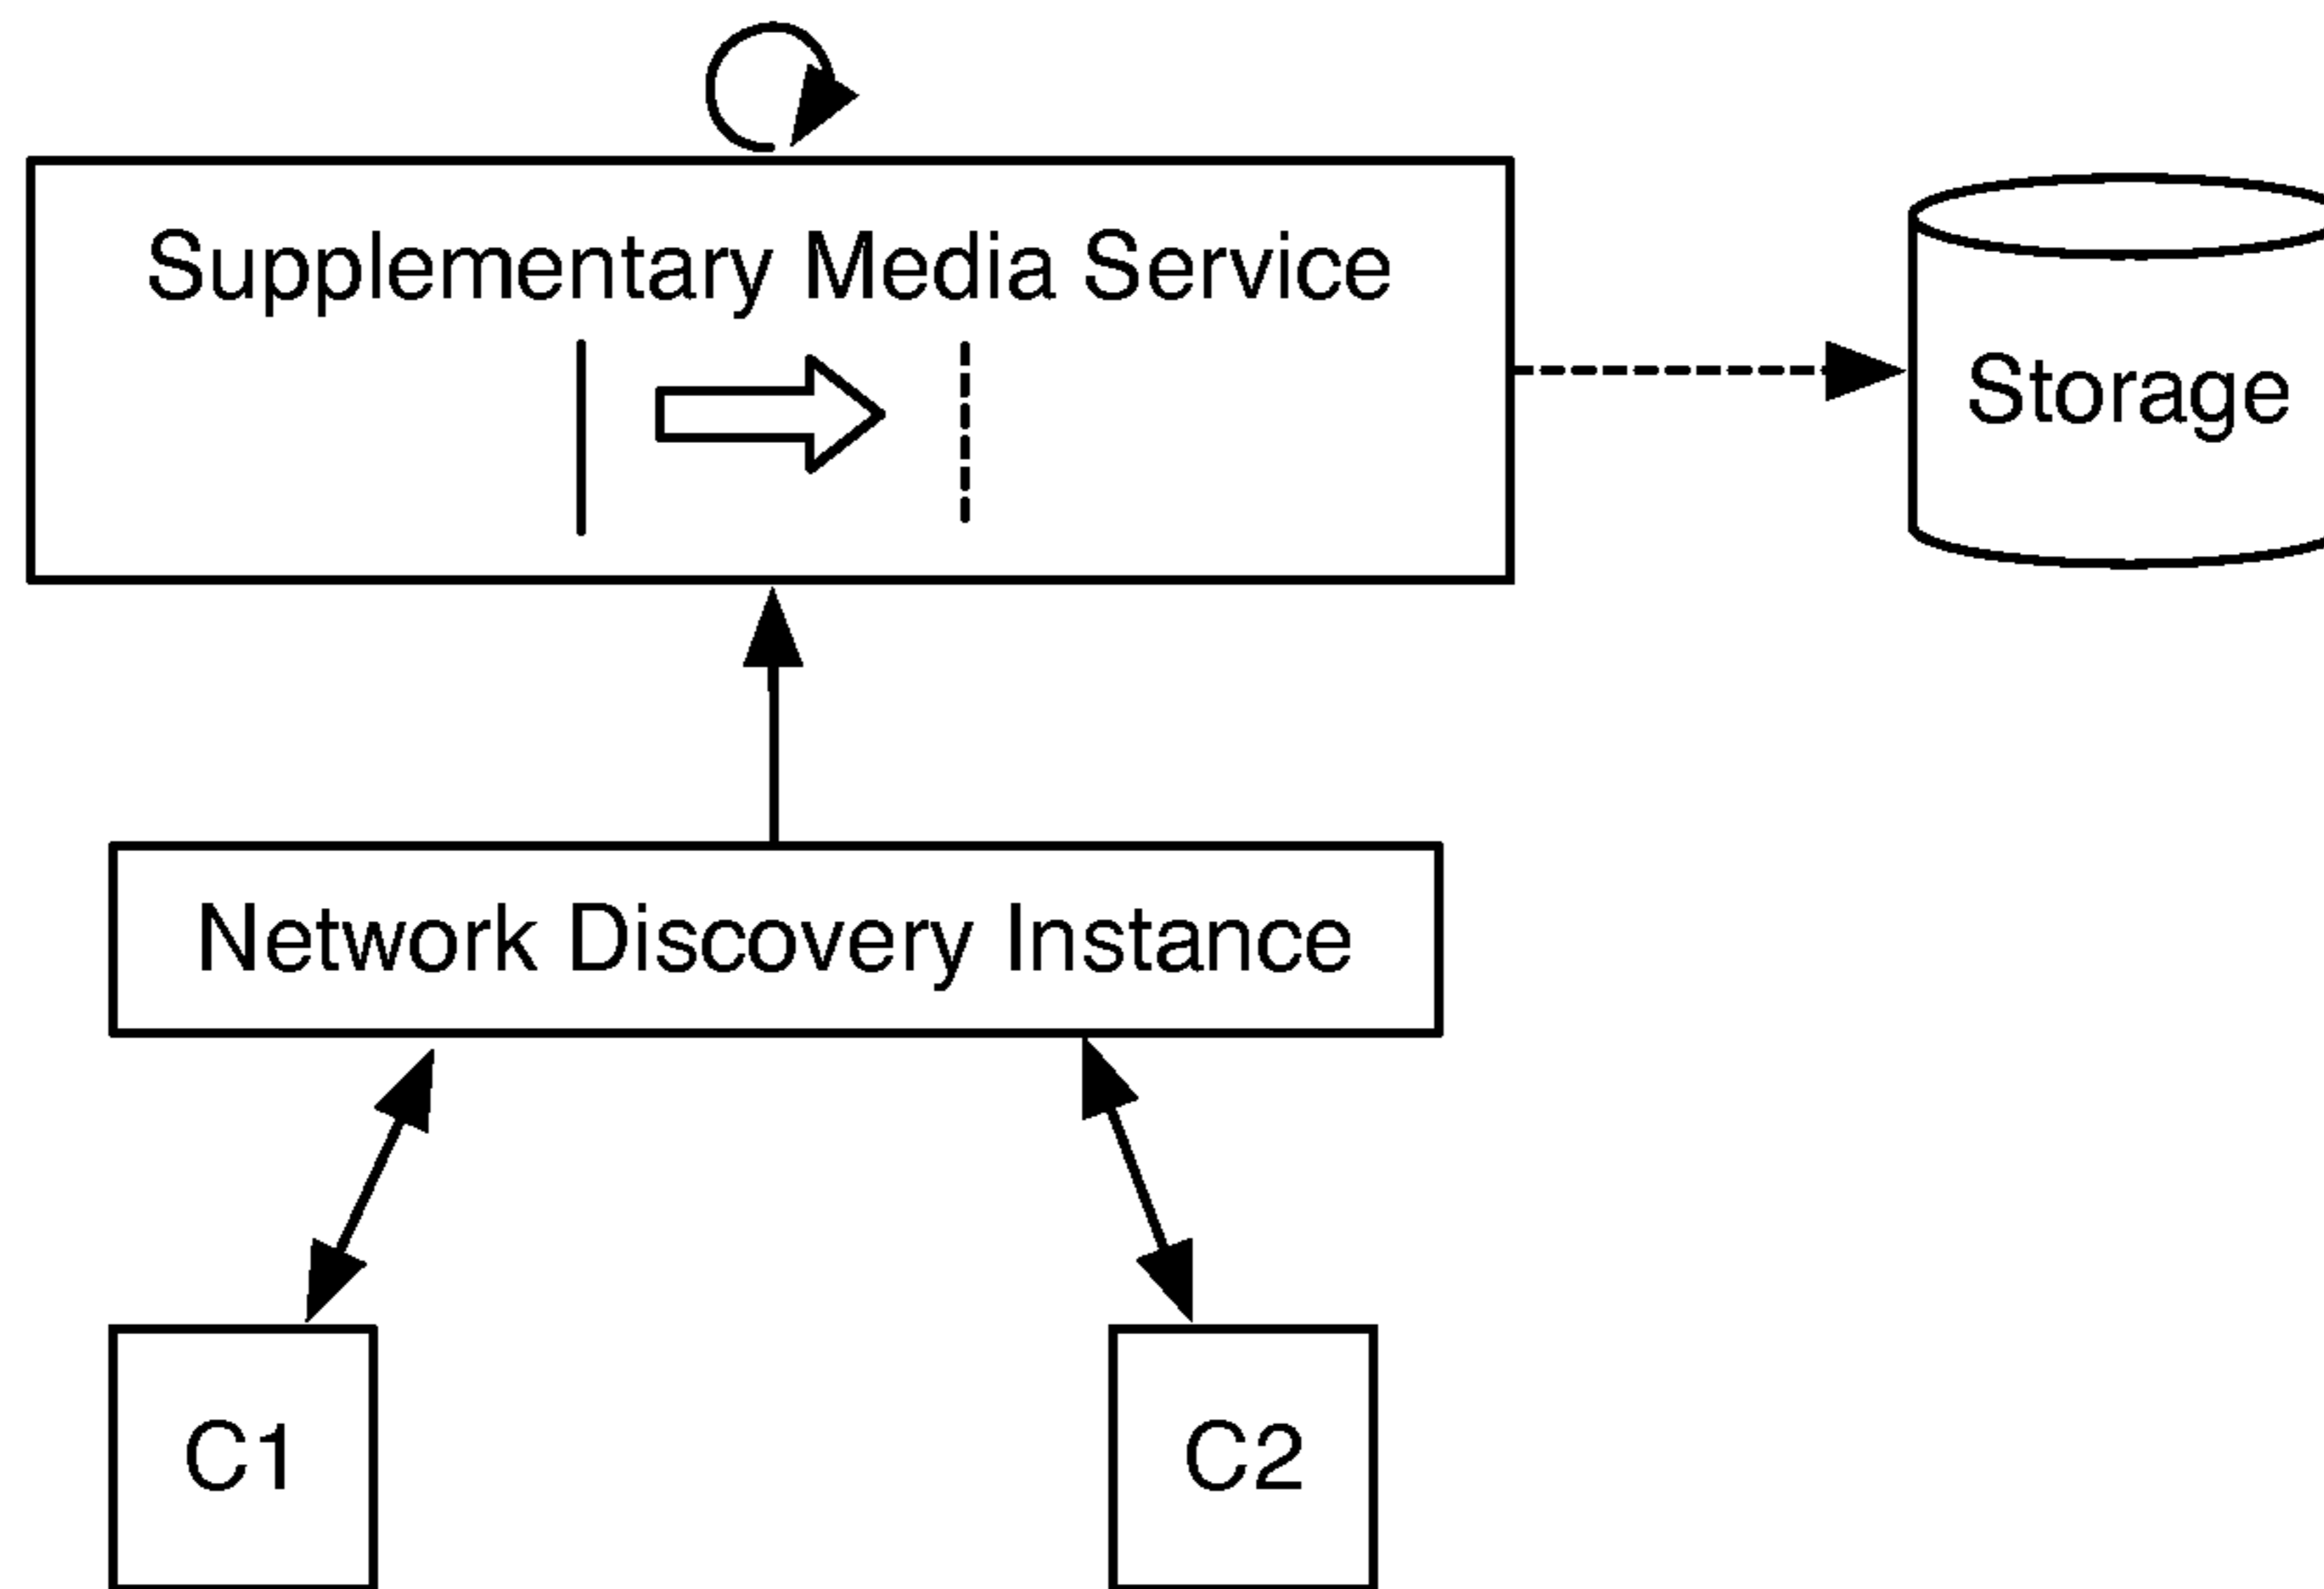 Supplementary Media Service
Storage
Network Discovery Instance
C1
C2